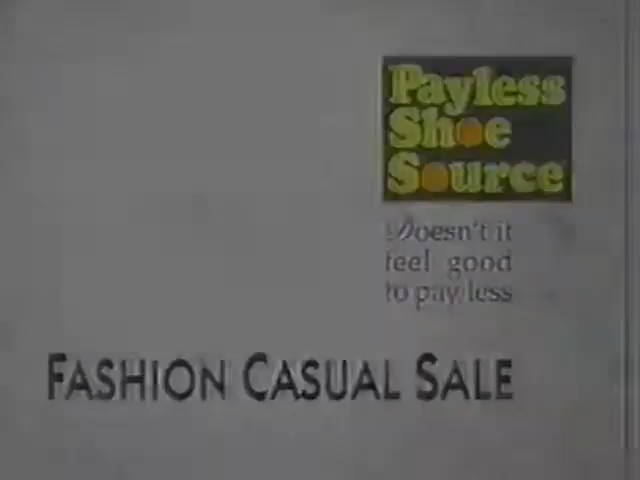 Payless
Shoe
Source
Doesn't it
feel good
to pay less
FASHION CASUAL SALE